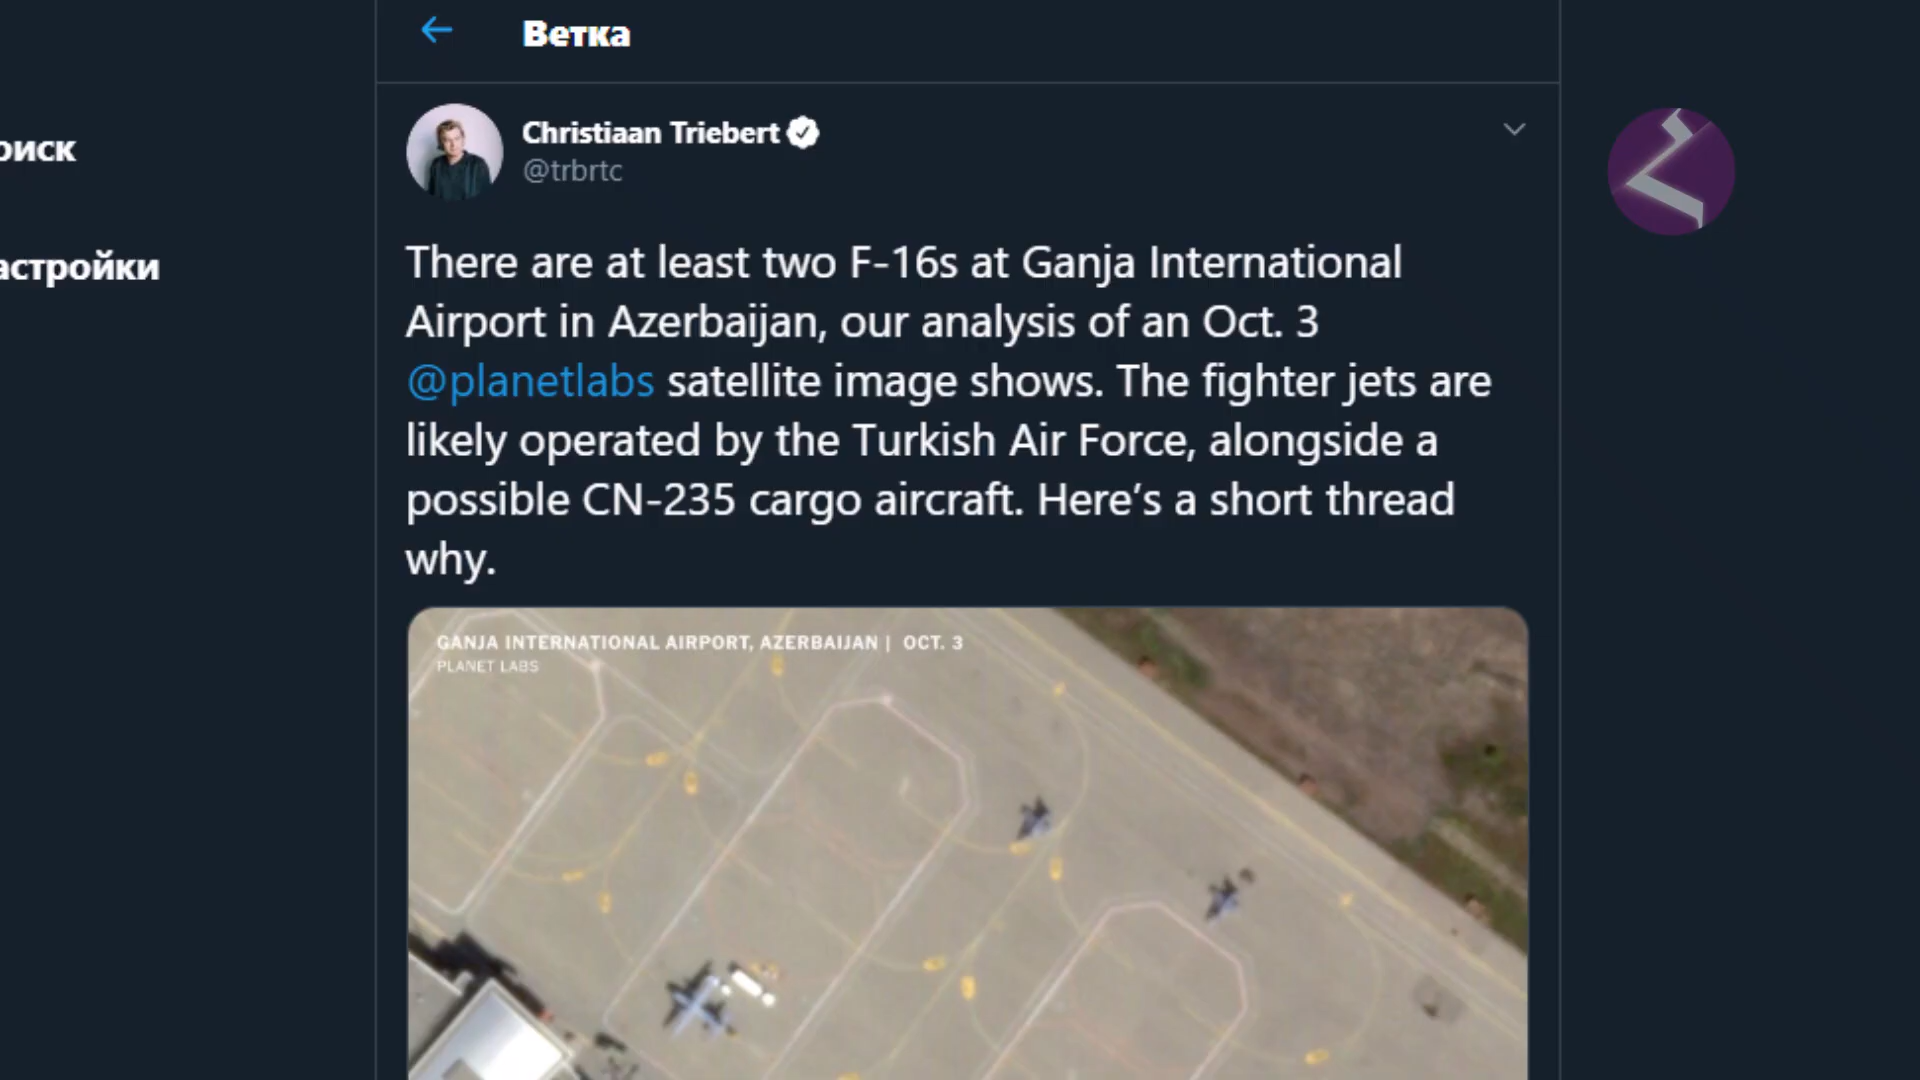 Ветка
оиск
астройки
Christiaan Triebert
@trbrtc
There are at least two F-16s at Ganja International
Airport in Azerbaijan, our analysis of an Oct. 3
@planetlabs satellite image shows. The fighter jets are
likely operated by the Turkish Air Force, alongside a
possible CN-235 cargo aircraft. Here’s a short thread
why.
GANJA INTERNATIONAL AIRPORT, AZERBAIJAN | OCT. 3
PLANET LABS